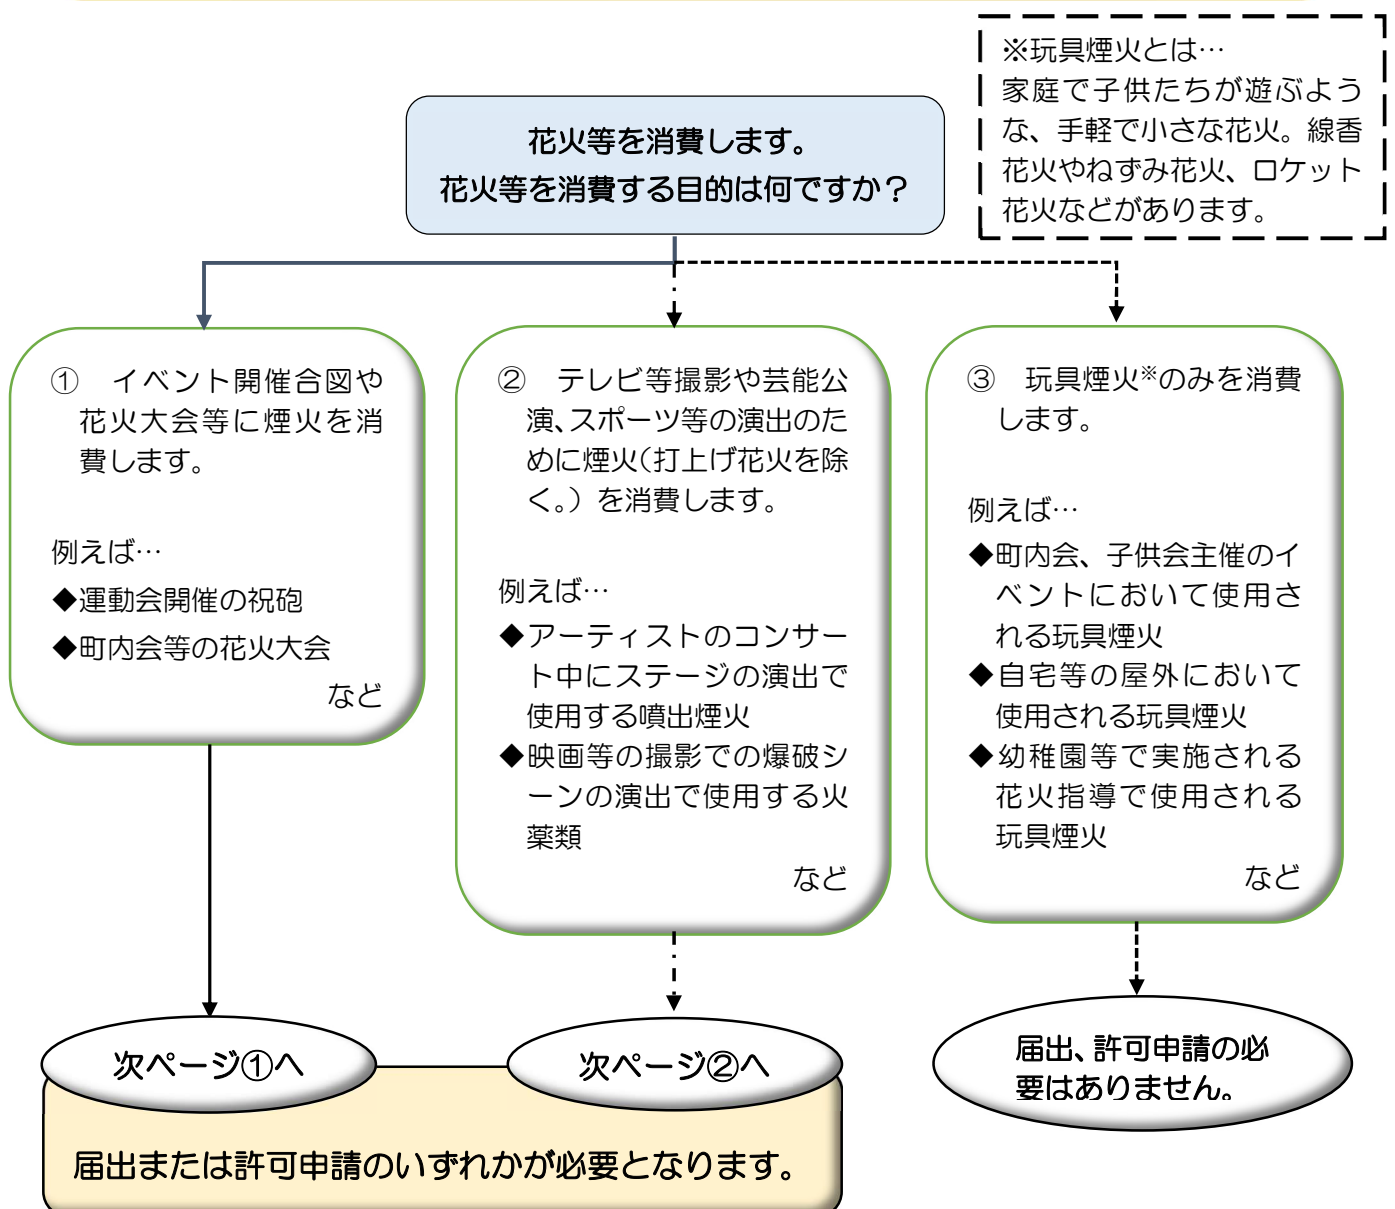 ※玩具煙火とは…
家庭で子供たちが遊ぶよう
な、手軽で小さな花火。線香
花火やねずみ花火、ロケット
花火などがあります。
花火等を消費します。
花火等を消費する目的は何ですか？
① イベント開催合図や
花火大会等に煙火を消
費します。
例えば…
◆運動会開催の祝砲
◆町内会等の花火大会
など
② テレビ等撮影や芸能公
演、スポーツ等の演出のた
めに煙火（打上げ花火を除
く。）を消費します。
例えば…
◆アーティストのコンサー
ト中にステージの演出で
使用する噴出煙火
◆映画等の撮影での爆破シ
ーンの演出で使用する火
薬類
など
③ 玩具煙火※のみを消費
します。
例えば…
◆町内会、子供会主催のイ
ベントにおいて使用さ
れる玩具煙火
◆自宅等の屋外において
使用される玩具煙火
◆幼稚園等で実施される
花火指導で使用される
玩具煙火
など
次ページ①へ
次ページ②へ
届出、許可申請の必
要はありません。
届出または許可申請のいずれかが必要となります。